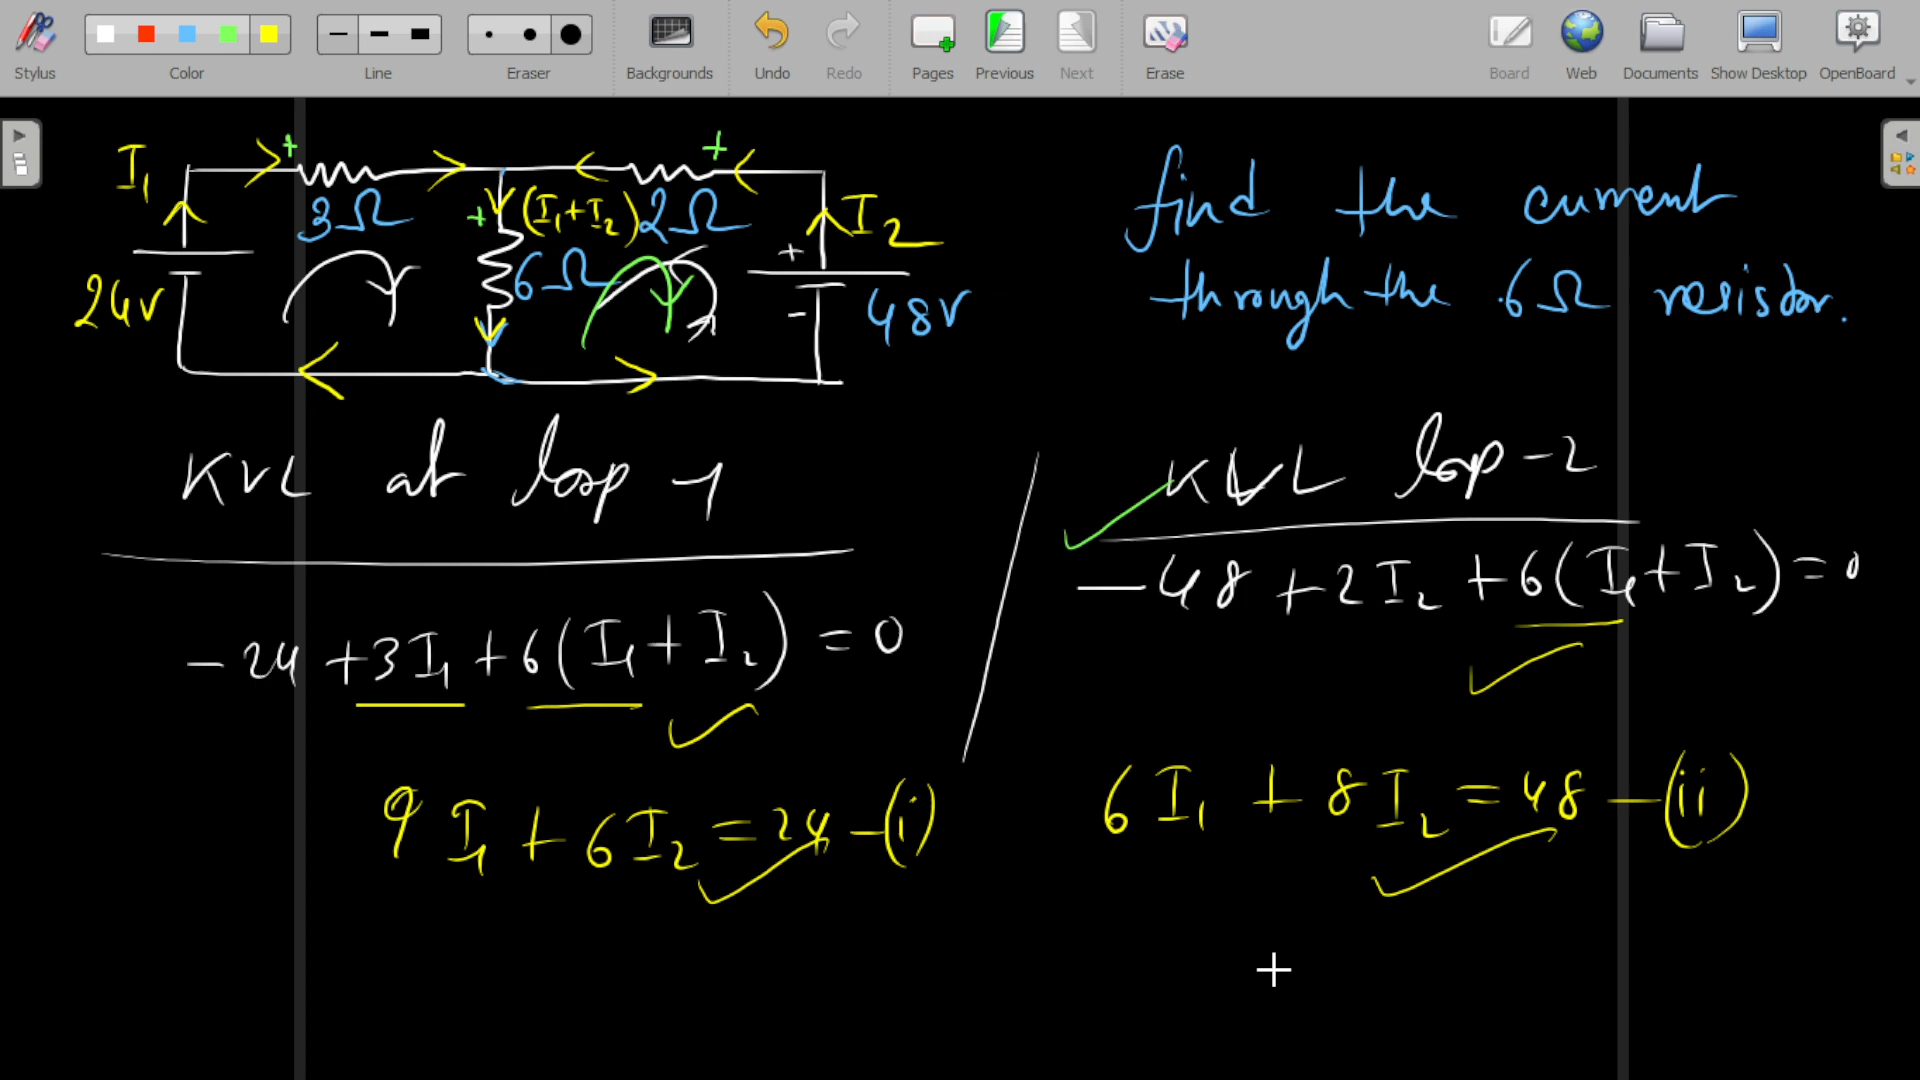 Stylus Color Line Eraser Backgrounds Undo Redo Pages Previous Next Erase Board Web Documents Show Desktop OpenBoard
I₁ + + I₂
3Ω + (I₁+I₂) 2Ω
24V 6Ω + - 48V
find the current
through the 6Ω resistor.
KVL at loop -1
-24 +3I₁ +6(I₁+I₂) = 0
9I₁ + 6I₂ = 24 -(i)
KVL loop -2
-48 +2I₂ +6(I₁+I₂) = 0
6I₁ + 8I₂ = 48 -(ii)